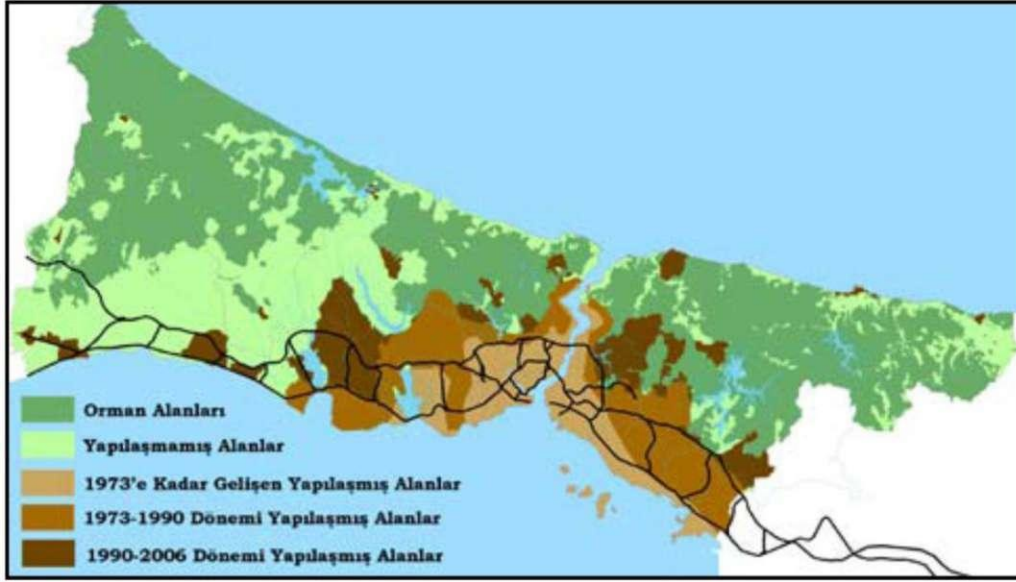 Orman Alanları
Yapılaşmamış Alanlar
1973'e Kadar Gelişen Yapılaşmış Alanlar
1973-1990 Dönemi Yapılaşmış Alanlar
1990-2006 Dönemi Yapılaşmış Alanlar